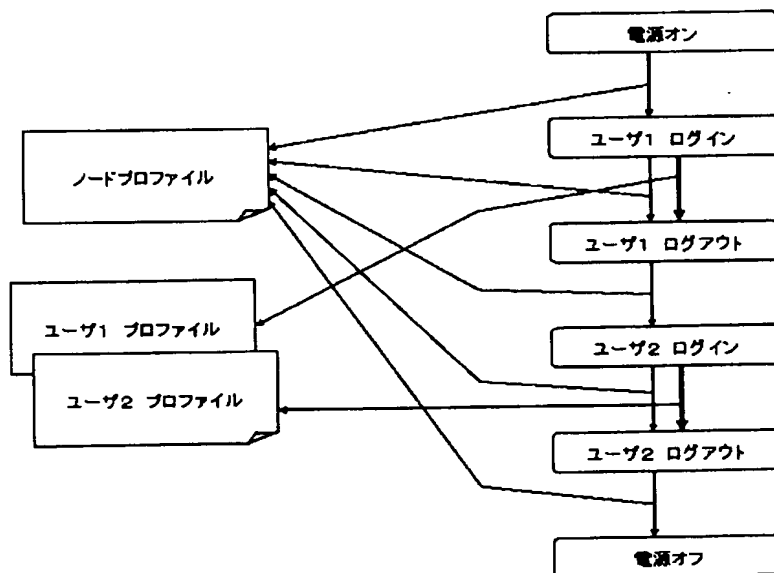 電源オン
ユーザ1 ログイン
ノードプロファイル
ユーザ1 ログアウト
ユーザ1 プロファイル
ユーザ2 ログイン
ユーザ2 プロファイル
ユーザ2 ログアウト
電源オフ